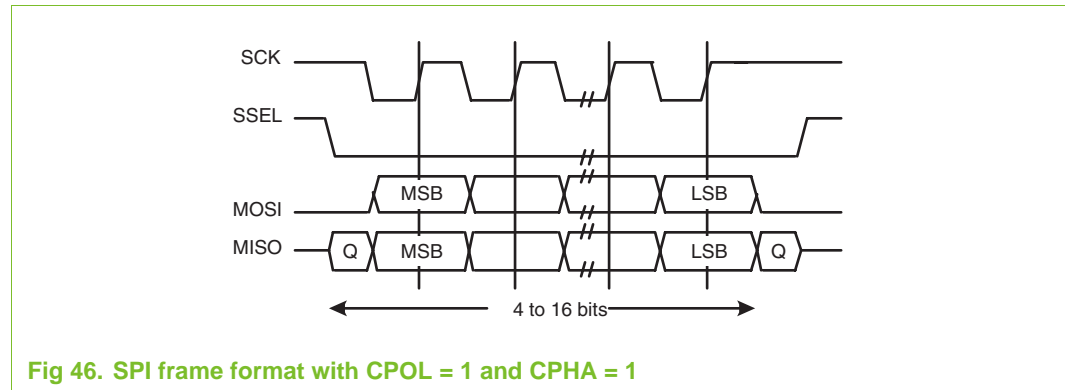 SCK
SSEL
MSB LSB
MOSI
MISO Q MSB LSB Q
4 to 16 bits
Fig 46. SPI frame format with CPOL = 1 and CPHA = 1